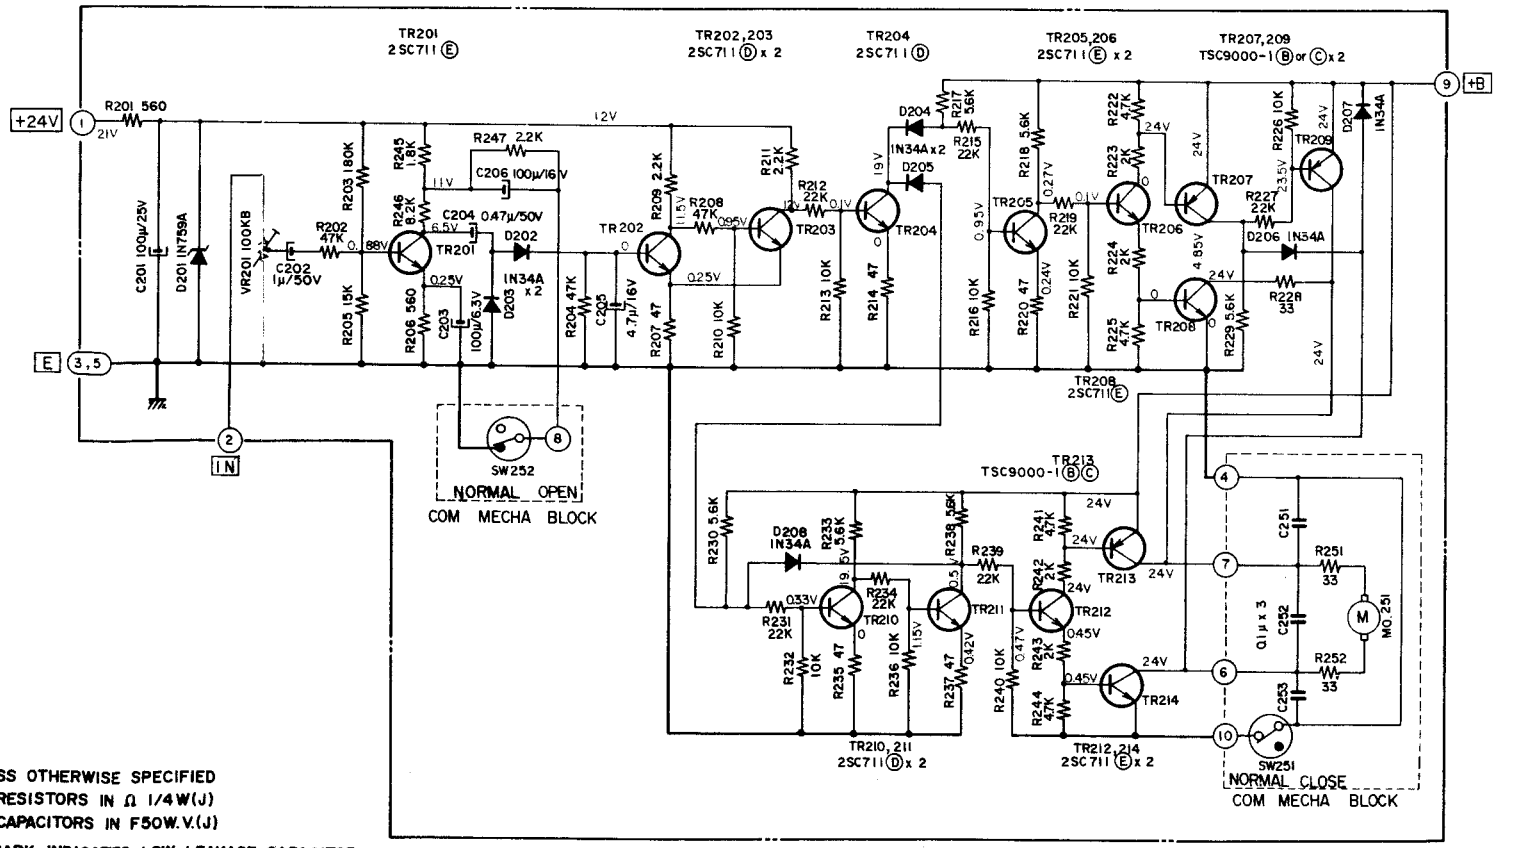 TR201
2SC711 Ⓔ
TR202,203
2SC711 Ⓓ x 2
TR204
2SC711 Ⓓ
TR205,206
2SC711 Ⓔ x 2
TR207,209
TSC9000-1 Ⓑ or Ⓒ x 2
+24V
1
21V
R201 560
12V
9
+B
C201 100μ/25V
D201 1N759A
VR201 100KB
C202
1μ/50V
R202
47K
R203 180K
R205 15K
R245
1.8K
R247 2.2K
C206 100μ/16V
11V
R246
8.2K
C204 0.47μ/50V
6.5V
TR201
0.25V
R206 560
C203
100μ/6.3V
D202
1N34A
x 2
D203
R204 47K
C205
4.7μ/16V
TR202
0
R209 2.2K
11.5V
R208
47K
0.95V
0.25V
R207 47
R210 10K
TR203
R211
2.2K
12V
R212
22K
0.1V
R213 10K
TR204
0
R214 47
19V
D204
1N34A x 2
D205
R217
5.6K
R215
22K
0.95V
R216 10K
TR205
R218 5.6K
0.27V
R219
22K
0.1V
0.24V
R220 47
R221 10K
R222
4.7K
24V
R223
2K
0
TR206
R224
2K
0
R225
4.7K
24V
TR207
4.85V
TR208
0
24V
R226 10K
23.5V
R227
22K
D206 1N34A
R228
33
R229 5.6K
24V
TR209
D207
1N34A
24V
E
3,5
2
IN
8
SW252
NORMAL OPEN
COM MECHA BLOCK
TR208
2SC711 Ⓔ
TR213
TSC9000-1 Ⓑ Ⓒ
R230 5.6K
D208
1N34A
R233
5.6K
R231
22K
0.33V
TR210
0
R232
10K
R235 47
R234
22K
1.15V
R236 10K
R238 5.6K
0.5V
TR211
0.42V
R237 47
R239
22K
0.47V
R240 10K
R241
4.7K
24V
24V
R242
2K
24V
TR212
0.45V
R243
2K
0.45V
R244
4.7K
TR213
24V
24V
TR214
TR210,211
2SC711 Ⓓ x 2
TR212,214
2SC711 Ⓔ x 2
4
7
6
10
C251
C252
C253
0.1μ x 3
R251
33
R252
33
M
MO.251
SW251
NORMAL CLOSE
COM MECHA BLOCK
SS OTHERWISE SPECIFIED
RESISTORS IN Ω 1/4W(J)
CAPACITORS IN F50W.V.(J)